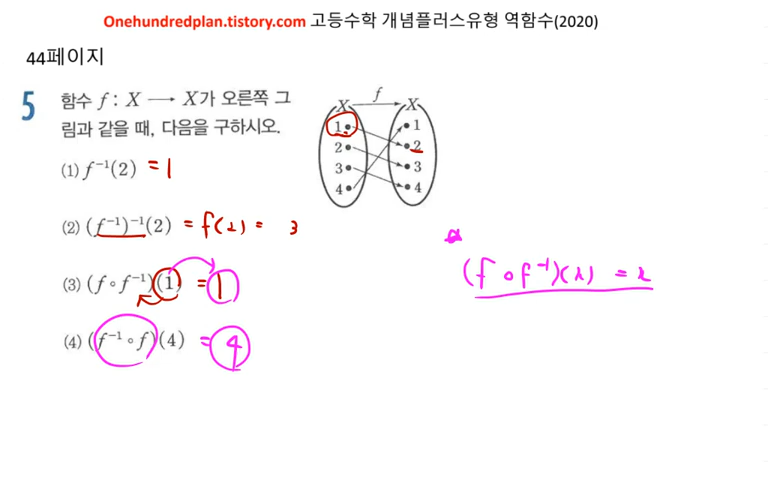 Onehundredplan.tistory.com 고등수학 개념플러스유형 역함수(2020)
44페이지
5 함수 f : X ⟶ X가 오른쪽 그
림과 같을 때, 다음을 구하시오.
f
X X
1 1
2 2
3 3
4 4
(1) f⁻¹(2) = 1
(2) (f⁻¹)⁻¹(2) = f(2) = 3
(3) (f∘f⁻¹)(1) = 1
(4) (f⁻¹∘f)(4) = 4
(f∘f⁻¹)(x) = x